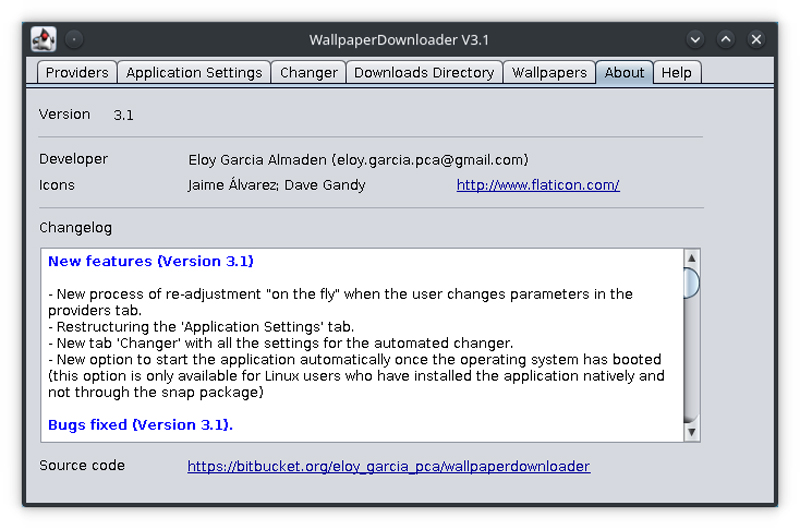 WallpaperDownloader V3.1
Providers Application Settings Changer Downloads Directory Wallpapers About Help
Version 3.1
Developer Eloy Garcia Almaden (eloy.garcia.pca@gmail.com)
Icons Jaime Álvarez; Dave Gandy http://www.flaticon.com/
Changelog
New features (Version 3.1)
- New process of re-adjustment "on the fly" when the user changes parameters in the
providers tab.
- Restructuring the 'Application Settings' tab.
- New tab 'Changer' with all the settings for the automated changer.
- New option to start the application automatically once the operating system has booted
(this option is only available for Linux users who have installed the application natively and
not through the snap package)
Bugs fixed (Version 3.1).
Source code https://bitbucket.org/eloy_garcia_pca/wallpaperdownloader